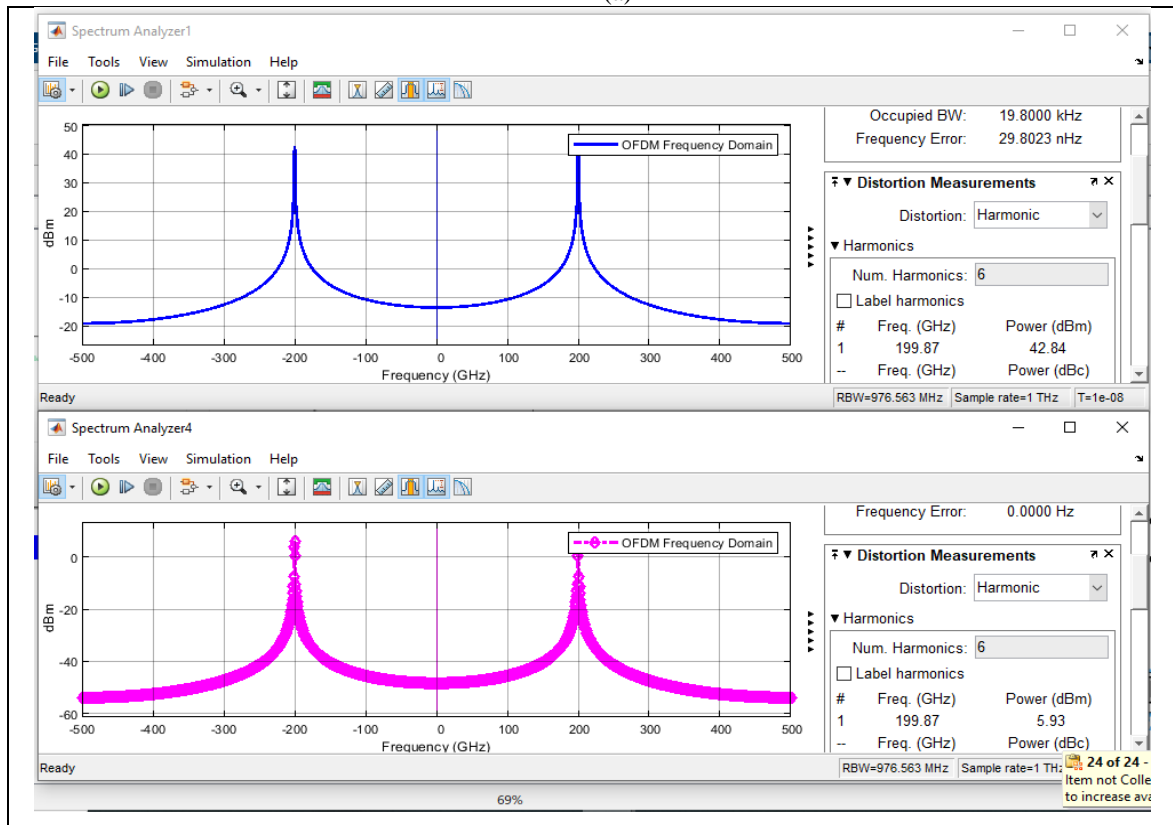 Spectrum Analyzer1
File Tools View Simulation Help
50
40
30
20
10
0
-10
-20
dBm
OFDM Frequency Domain
-500 -400 -300 -200 -100 0 100 200 300 400 500
Frequency (GHz)
Occupied BW: 19.8000 kHz
Frequency Error: 29.8023 nHz
Distortion Measurements
Distortion: Harmonic
Harmonics
Num. Harmonics: 6
Label harmonics
# Freq. (GHz) Power (dBm)
1 199.87 42.84
-- Freq. (GHz) Power (dBc)
Ready
RBW=976.563 MHz Sample rate=1 THz T=1e-08
Spectrum Analyzer4
File Tools View Simulation Help
0
-20
-40
-60
dBm
OFDM Frequency Domain
-500 -400 -300 -200 -100 0 100 200 300 400 500
Frequency (GHz)
Frequency Error: 0.0000 Hz
Distortion Measurements
Distortion: Harmonic
Harmonics
Num. Harmonics: 6
Label harmonics
# Freq. (GHz) Power (dBm)
1 199.87 5.93
-- Freq. (GHz) Power (dBc)
Ready
RBW=976.563 MHz Sample rate=1 TH
24 of 24 -
Item not Colle
to increase ava
69%